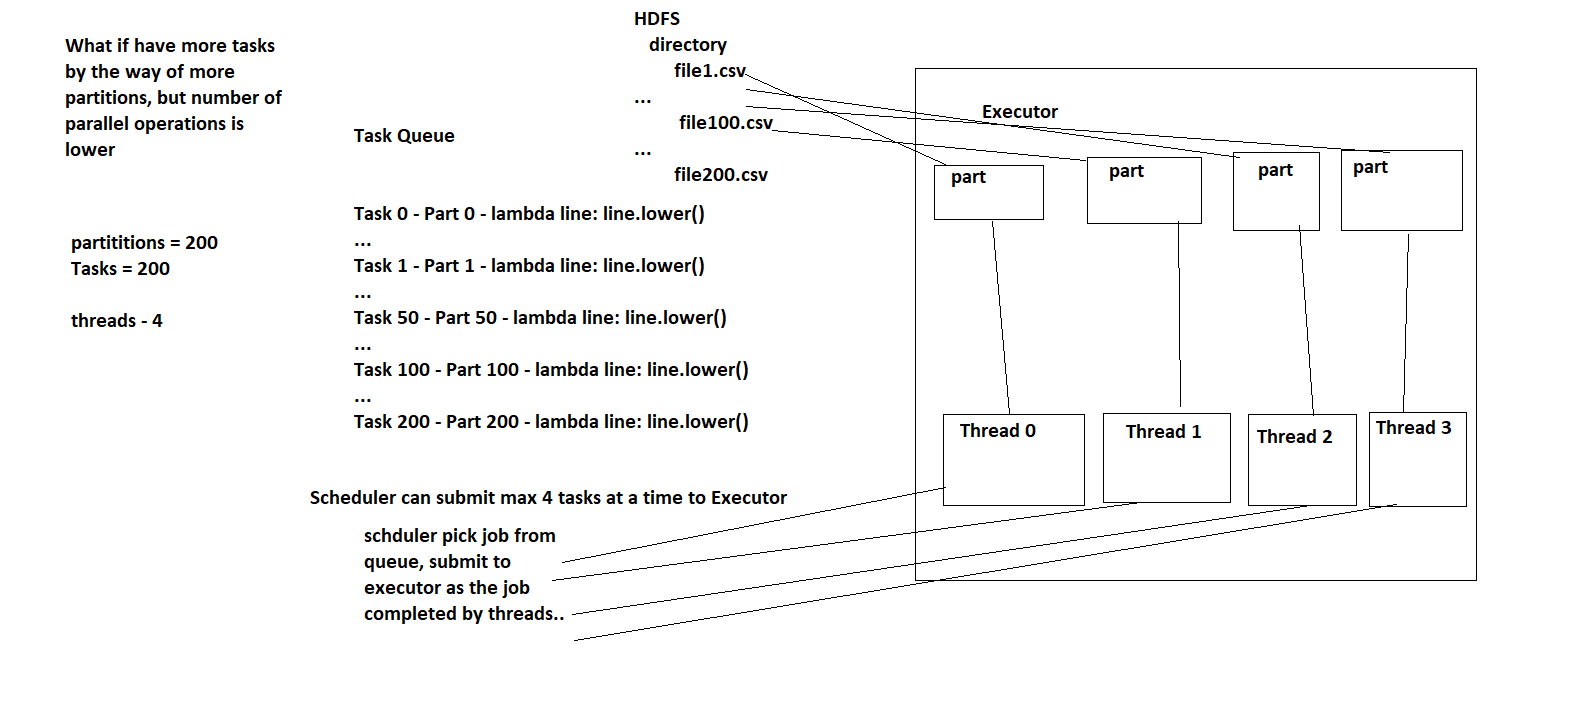 What if have more tasks
by the way of more
partitions, but number of
parallel operations is
lower
partititions = 200
Tasks = 200
threads - 4
HDFS
directory
file1.csv
...
file100.csv
...
file200.csv
Task Queue
Task 0 - Part 0 - lambda line: line.lower()
...
Task 1 - Part 1 - lambda line: line.lower()
...
Task 50 - Part 50 - lambda line: line.lower()
...
Task 100 - Part 100 - lambda line: line.lower()
...
Task 200 - Part 200 - lambda line: line.lower()
Scheduler can submit max 4 tasks at a time to Executor
schduler pick job from
queue, submit to
executor as the job
completed by threads..
Executor
part
part
part
part
Thread 0
Thread 1
Thread 2
Thread 3